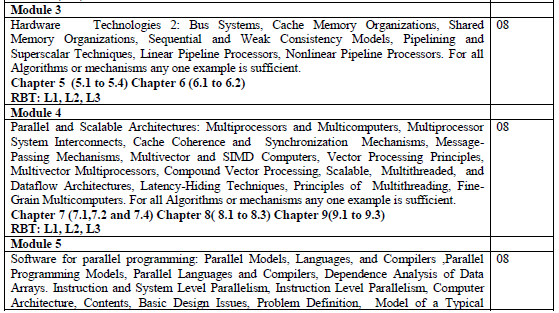 Module 3
Hardware Technologies 2: Bus Systems, Cache Memory Organizations, Shared 08
Memory Organizations, Sequential and Weak Consistency Models, Pipelining and
Superscalar Techniques, Linear Pipeline Processors, Nonlinear Pipeline Processors. For all
Algorithms or mechanisms any one example is sufficient.
Chapter 5 (5.1 to 5.4) Chapter 6 (6.1 to 6.2)
RBT: L1, L2, L3
Module 4
Parallel and Scalable Architectures: Multiprocessors and Multicomputers, Multiprocessor 08
System Interconnects, Cache Coherence and Synchronization Mechanisms, Message-
Passing Mechanisms, Multivector and SIMD Computers, Vector Processing Principles,
Multivector Multiprocessors, Compound Vector Processing, Scalable, Multithreaded, and
Dataflow Architectures, Latency-Hiding Techniques, Principles of Multithreading, Fine-
Grain Multicomputers. For all Algorithms or mechanisms any one example is sufficient.
Chapter 7 (7.1,7.2 and 7.4) Chapter 8( 8.1 to 8.3) Chapter 9(9.1 to 9.3)
RBT: L1, L2, L3
Module 5
Software for parallel programming: Parallel Models, Languages, and Compilers ,Parallel 08
Programming Models, Parallel Languages and Compilers, Dependence Analysis of Data
Arrays. Instruction and System Level Parallelism, Instruction Level Parallelism, Computer
Architecture, Contents, Basic Design Issues, Problem Definition, Model of a Typical